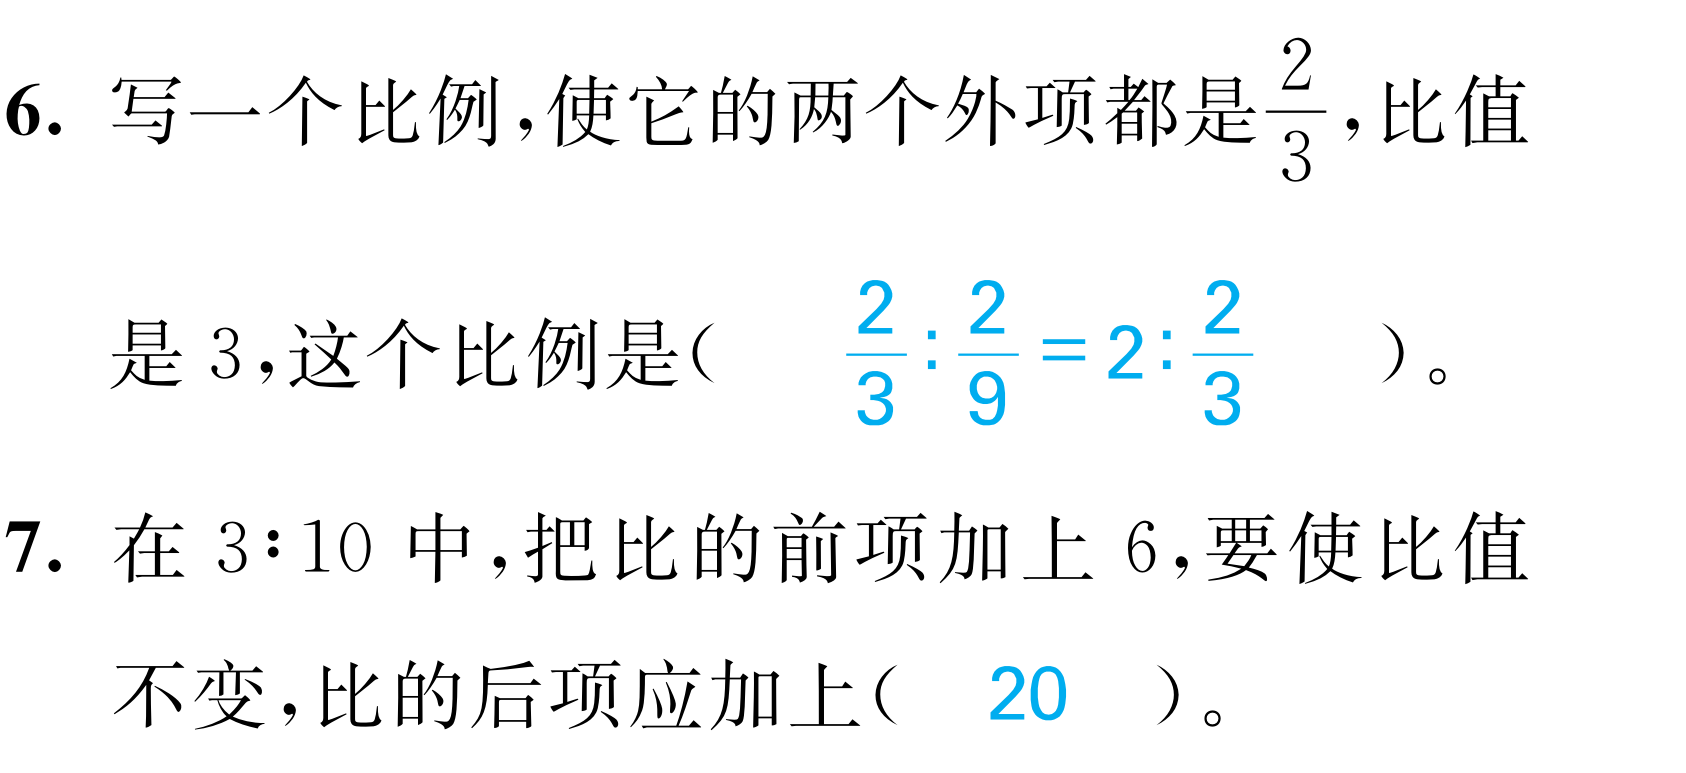 6. 写一个比例,使它的两个外项都是2/3,比值
是 3,这个比例是( 2/3:2/9=2:2/3 )。
7. 在 3∶10 中,把比的前项加上 6,要使比值
不变,比的后项应加上( 20 )。